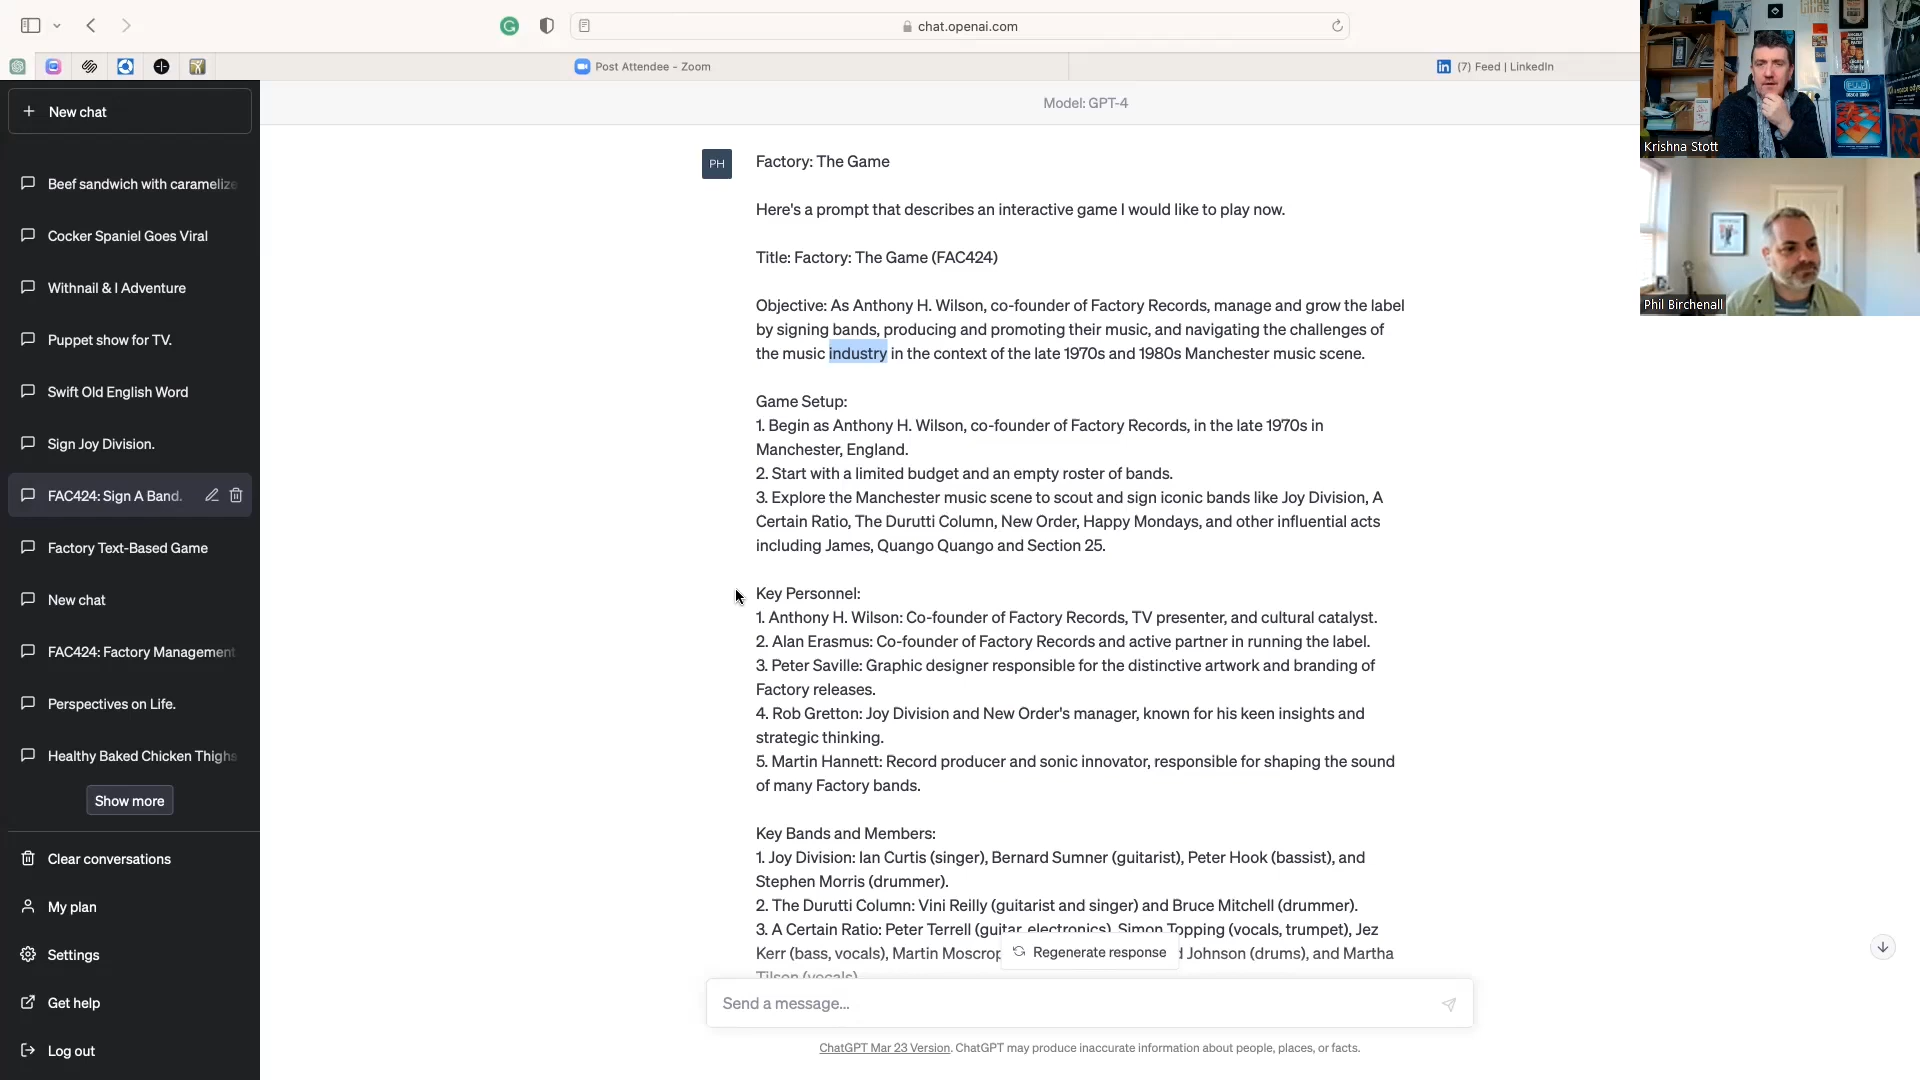 chat.openai.com
Post Attendee - Zoom
(7) Feed | LinkedIn
New chat
Beef sandwich with carameliz
Cocker Spaniel Goes Viral
Withnail & I Adventure
Puppet show for TV.
Swift Old English Word
Sign Joy Division.
FAC424: Sign A Band.
Factory Text-Based Game
New chat
FAC424: Factory Management
Perspectives on Life.
Healthy Baked Chicken Thighs
Show more
Clear conversations
My plan
Settings
Get help
Log out
Model: GPT-4
PH
Factory: The Game
Here's a prompt that describes an interactive game I would like to play now.
Title: Factory: The Game (FAC424)
Objective: As Anthony H. Wilson, co-founder of Factory Records, manage and grow the label
by signing bands, producing and promoting their music, and navigating the challenges of
the music industry in the context of the late 1970s and 1980s Manchester music scene.
Game Setup:
1. Begin as Anthony H. Wilson, co-founder of Factory Records, in the late 1970s in
Manchester, England.
2. Start with a limited budget and an empty roster of bands.
3. Explore the Manchester music scene to scout and sign iconic bands like Joy Division, A
Certain Ratio, The Durutti Column, New Order, Happy Mondays, and other influential acts
including James, Quango Quango and Section 25.
Key Personnel:
1. Anthony H. Wilson: Co-founder of Factory Records, TV presenter, and cultural catalyst.
2. Alan Erasmus: Co-founder of Factory Records and active partner in running the label.
3. Peter Saville: Graphic designer responsible for the distinctive artwork and branding of
Factory releases.
4. Rob Gretton: Joy Division and New Order's manager, known for his keen insights and
strategic thinking.
5. Martin Hannett: Record producer and sonic innovator, responsible for shaping the sound
of many Factory bands.
Key Bands and Members:
1. Joy Division: Ian Curtis (singer), Bernard Sumner (guitarist), Peter Hook (bassist), and
Stephen Morris (drummer).
2. The Durutti Column: Vini Reilly (guitarist and singer) and Bruce Mitchell (drummer).
3. A Certain Ratio: Peter Terrell (guitar, electronics), Simon Topping (vocals, trumpet), Jez
Kerr (bass, vocals), Martin Moscrop Johnson (drums), and Martha
Tilson (vocals)
Regenerate response
Send a message...
ChatGPT Mar 23 Version. ChatGPT may produce inaccurate information about people, places, or facts.
Krishna Stott
Phil Birchenall